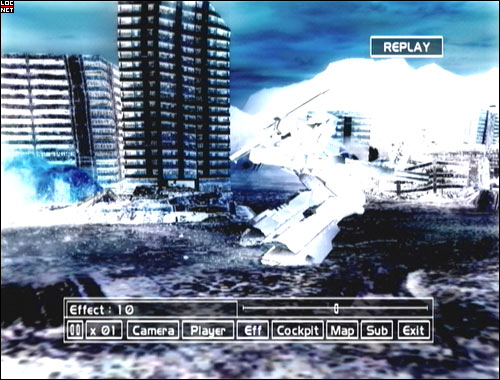 LOC
NET
REPLAY
Effect : 10
x 01 Camera Player Eff Cockpit Map Sub Exit